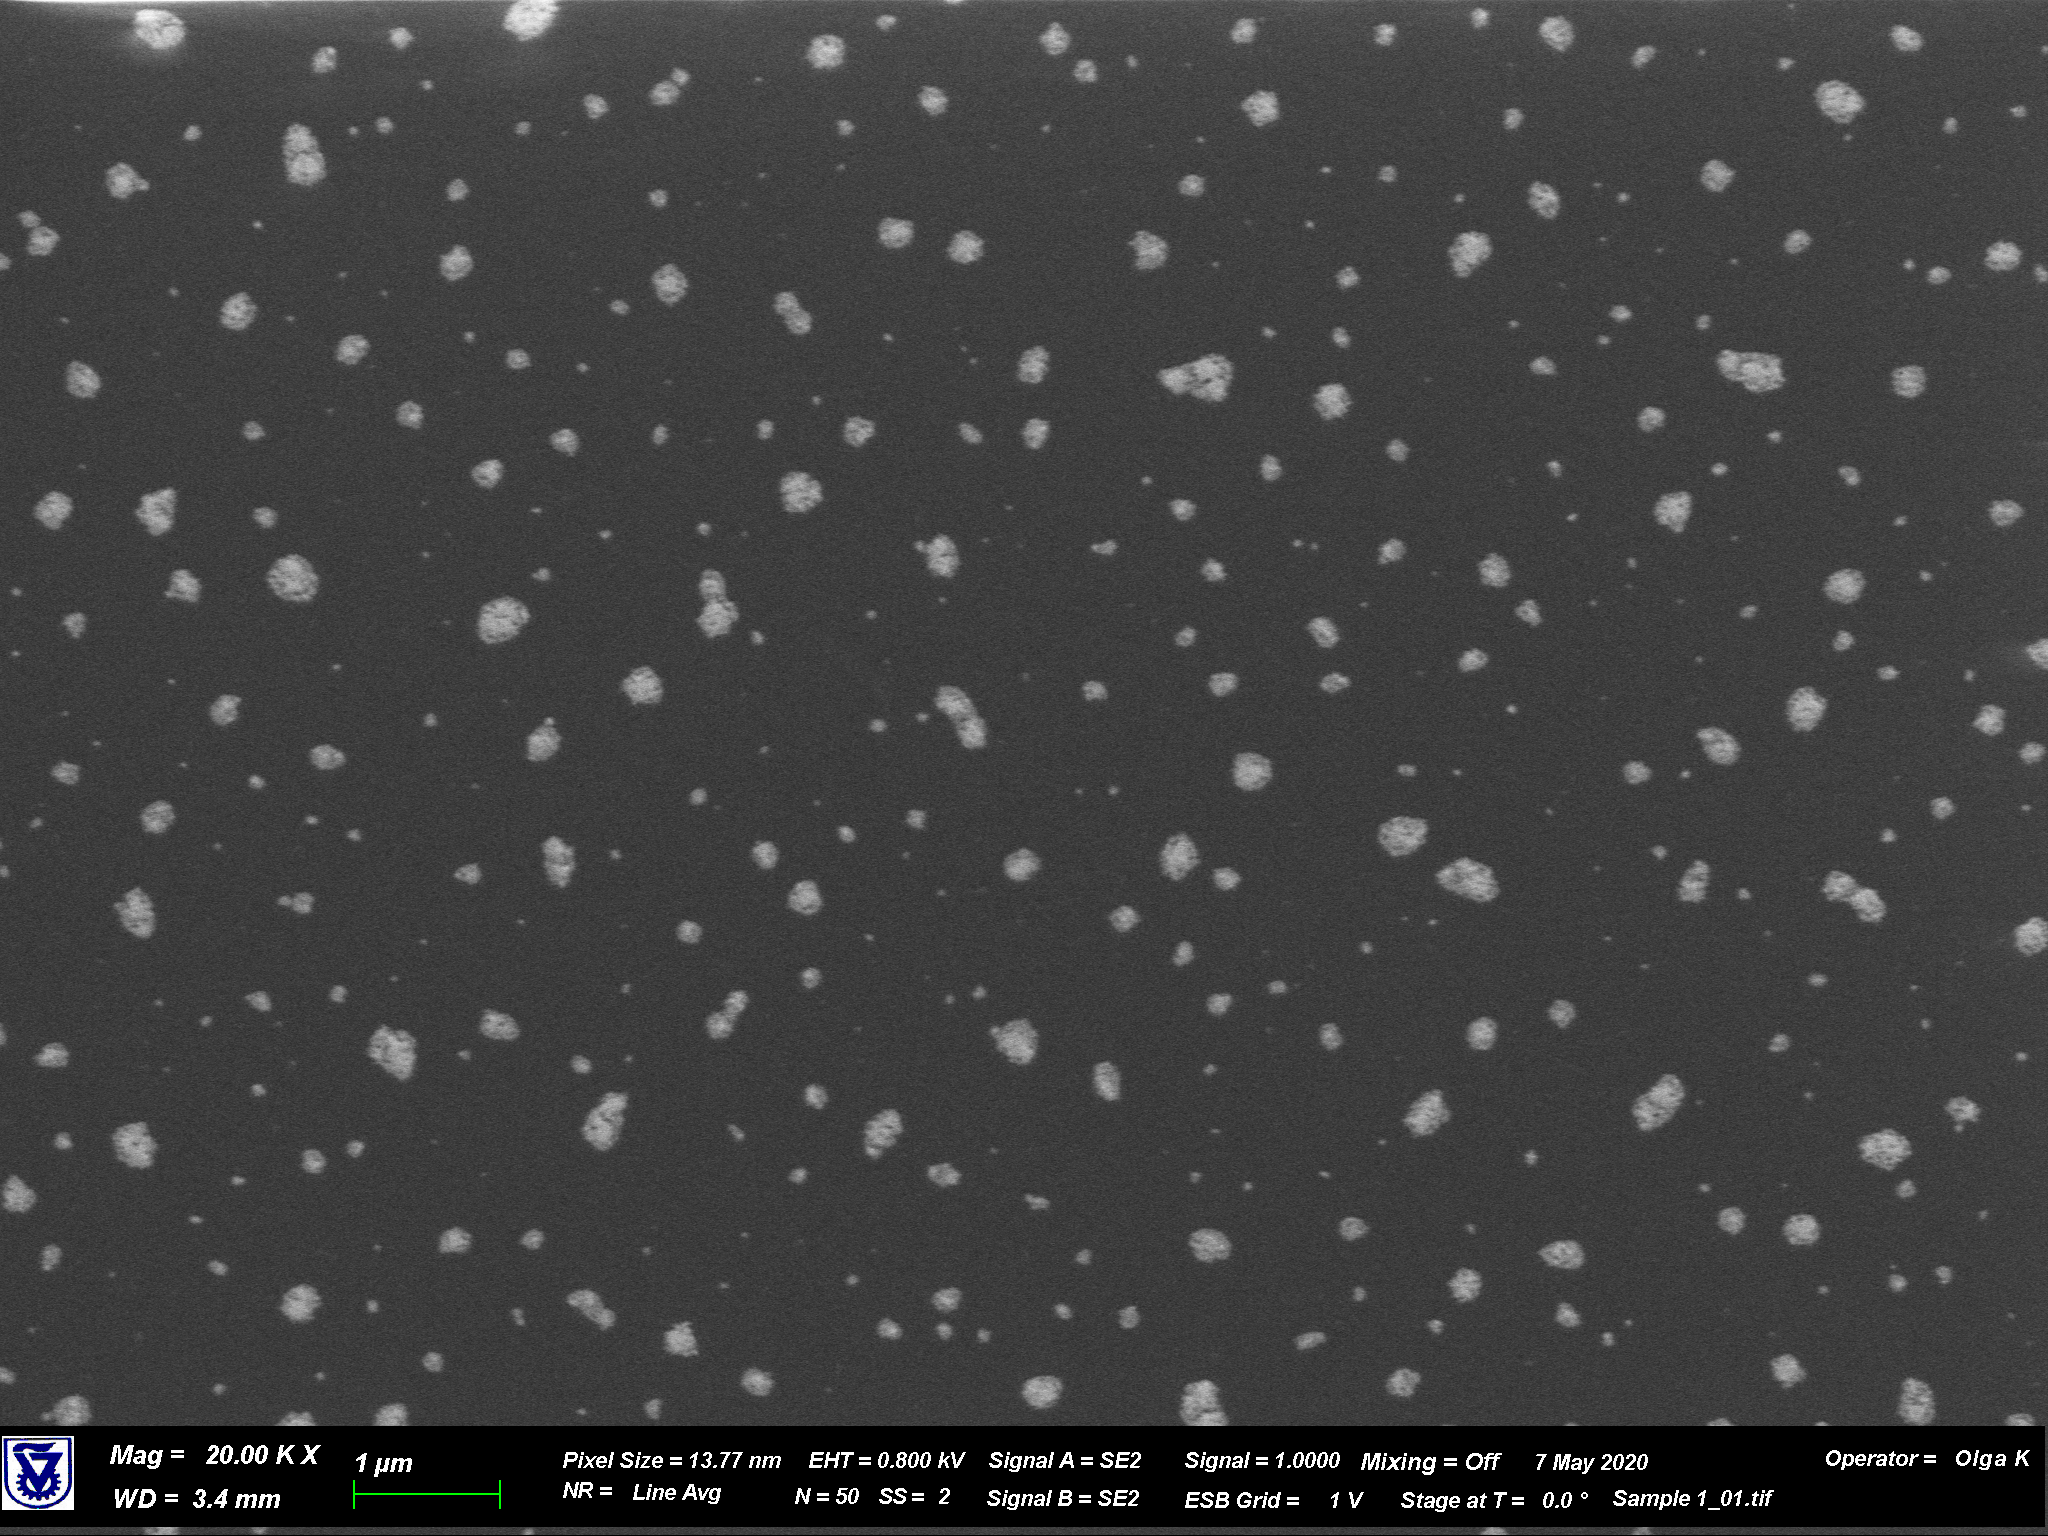 Mag = 20.00 K X 1 µm Pixel Size = 13.77 nm EHT = 0.800 kV Signal A = SE2 Signal = 1.0000 Mixing = Off 7 May 2020 Operator = Olga K
WD = 3.4 mm NR = Line Avg N = 50 SS = 2 Signal B = SE2 ESB Grid = 1 V Stage at T = 0.0 ° Sample 1_01.tif